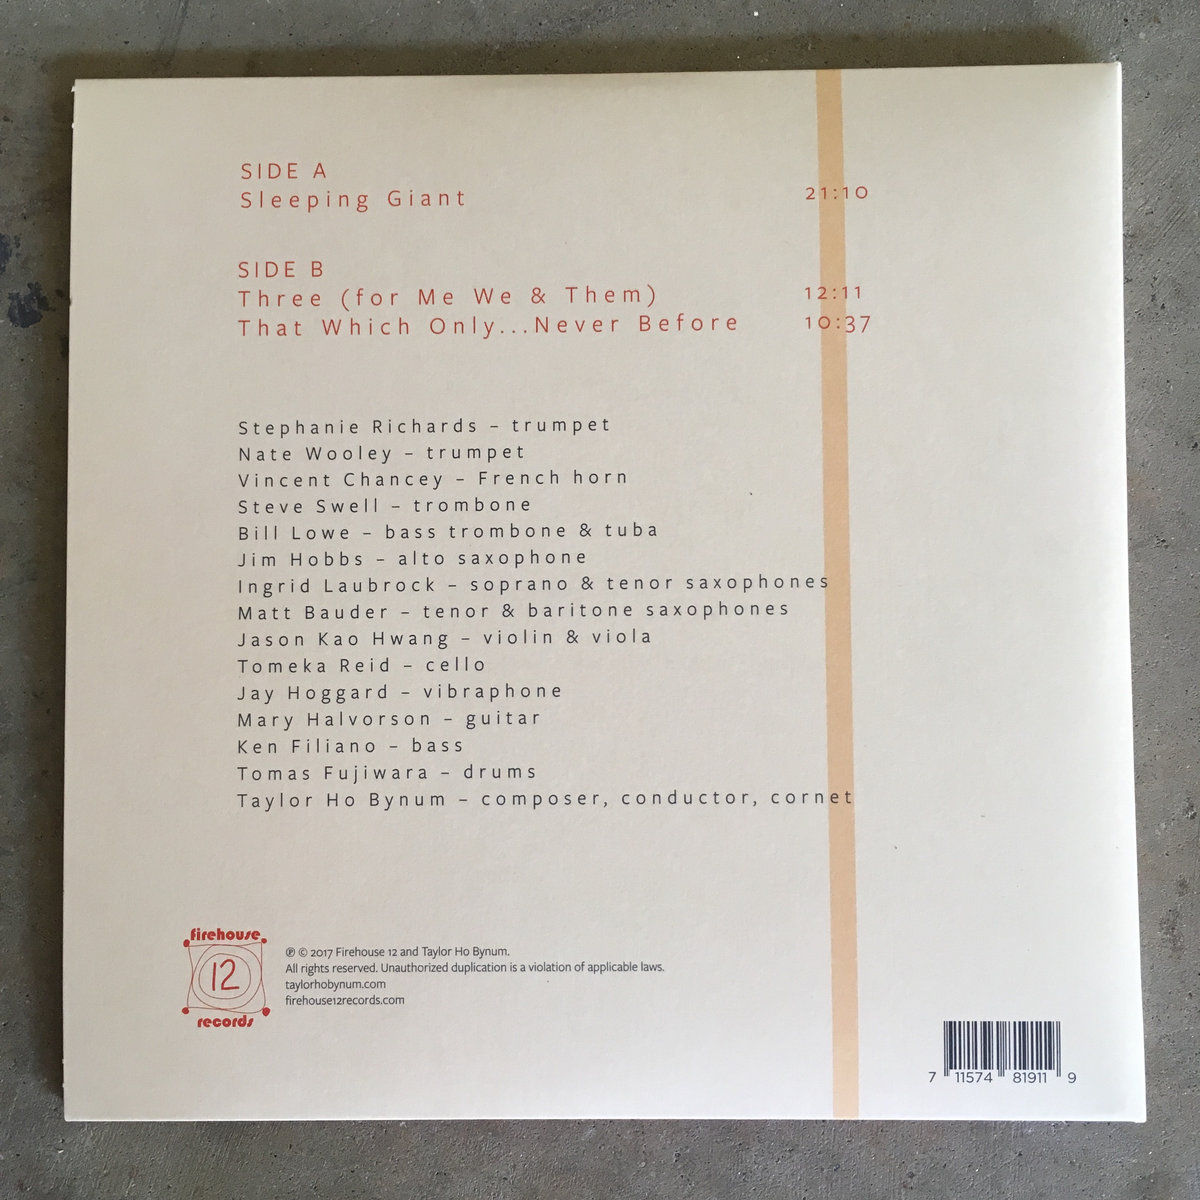 SIDE A
Sleeping Giant 21:10
SIDE B
Three (for Me We & Them) 12:11
That Which Only...Never Before 10:37
Stephanie Richards – trumpet
Nate Wooley – trumpet
Vincent Chancey – French horn
Steve Swell – trombone
Bill Lowe – bass trombone & tuba
Jim Hobbs – alto saxophone
Ingrid Laubrock – soprano & tenor saxophones
Matt Bauder – tenor & baritone saxophones
Jason Kao Hwang – violin & viola
Tomeka Reid – cello
Jay Hoggard – vibraphone
Mary Halvorson – guitar
Ken Filiano – bass
Tomas Fujiwara – drums
Taylor Ho Bynum – composer, conductor, cornet
firehouse
12
records
℗ © 2017 Firehouse 12 and Taylor Ho Bynum.
All rights reserved. Unauthorized duplication is a violation of applicable laws.
taylorhobynum.com
firehouse12records.com
7 11574 81911 9